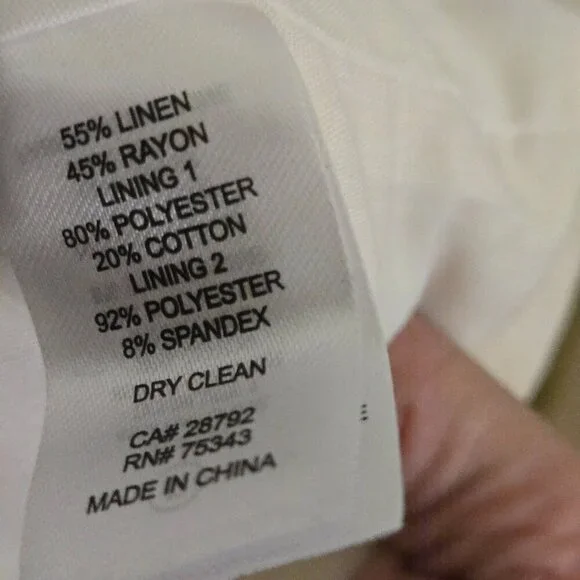 55% LINEN
45% RAYON
LINING 1
80% POLYESTER
20% COTTON
LINING 2
92% POLYESTER
8% SPANDEX
DRY CLEAN
CA# 28792
RN# 75343
MADE IN CHINA